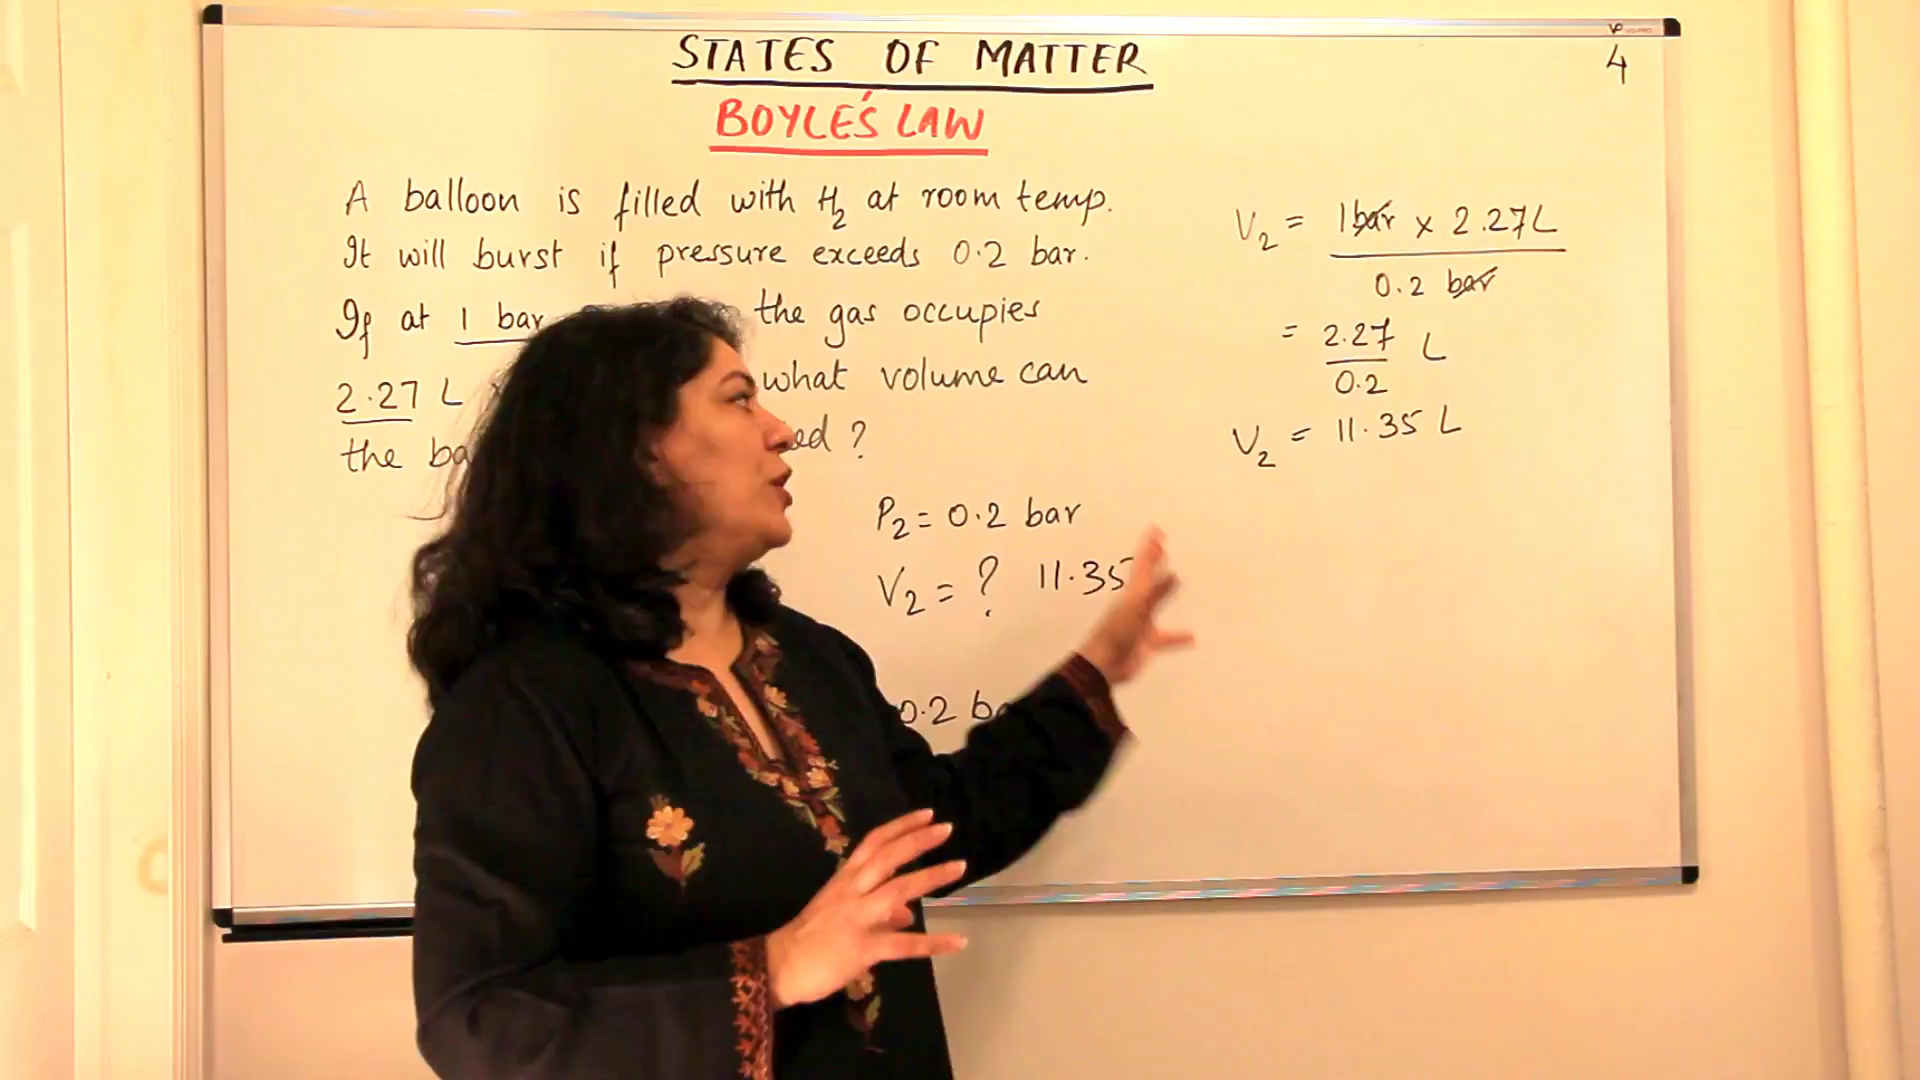 STATES OF MATTER
4
BOYLE'S LAW
A balloon is filled with H2 at room temp.
It will burst if pressure exceeds 0.2 bar.
If at 1 bar the gas occupies
2.27 L what volume can
the
?
P2 = 0.2 bar
V2 = ? 11.35
0.2
V2 = 1 bar x 2.27 L
0.2 bar
= 2.27 L
0.2
V2 = 11.35 L